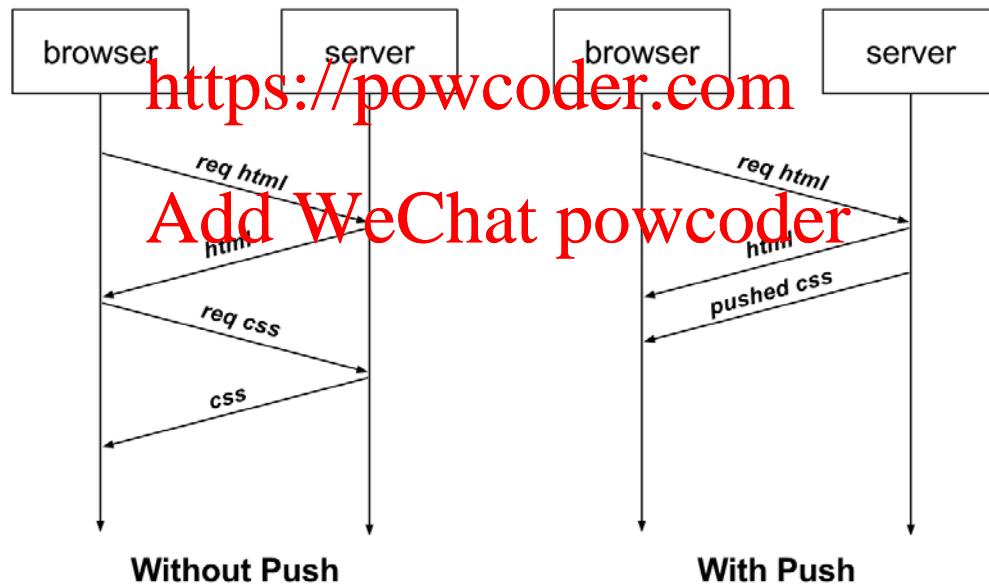 browser server browser server
https://powcoder.com
req html req html
Add WeChat powcoder
html html
pushed css
req css
css
Without Push With Push